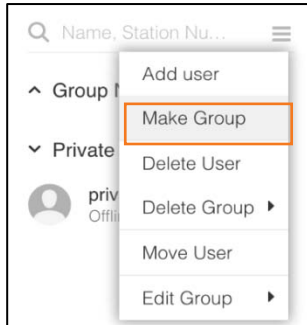 Name, Station Nu...
Add user
Group
Make Group
Private
Delete User
priv
Offli
Delete Group
Move User
Edit Group